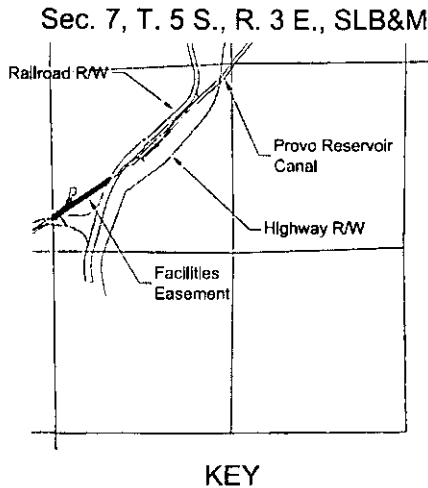 Sec. 7, T. 5 S., R. 3 E., SLB&M
Railroad R/W
Provo Reservoir
Canal
Highway R/W
Facilities
Easement
KEY